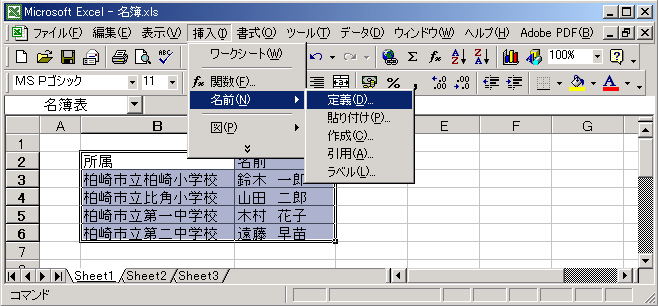 Microsoft Excel - 名簿.xls
ファイル(F) 編集(E) 表示(V) 挿入(I) 書式(O) ツール(T) データ(D) ウィンドウ(W) ヘルプ(H) Adobe PDF(B)
ワークシート(W)
100%
MS Pゴシック 11
関数(F)...
名簿表
名前(N)
定義(D)...
貼り付け(P)...
図(P)
作成(C)...
引用(A)...
ラベル(L)...
A B E F G
1
2 所属 名前
3 柏崎市立柏崎小学校 鈴木 一郎
4 柏崎市立比角小学校 山田 二郎
5 柏崎市立第一中学校 木村 花子
6 柏崎市立第二中学校 遠藤 早苗
7
Sheet1 Sheet2 Sheet3
コマンド